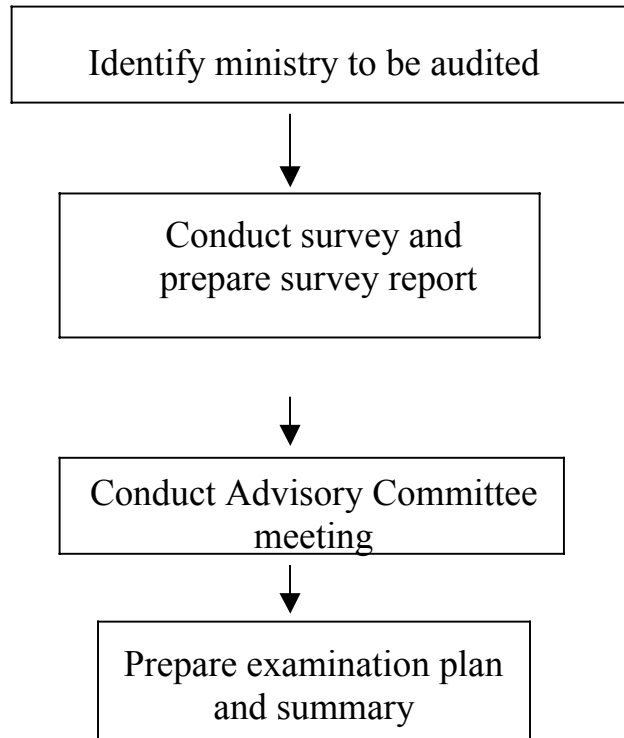 Identify ministry to be audited
Conduct survey and
prepare survey report
Conduct Advisory Committee
meeting
Prepare examination plan
and summary